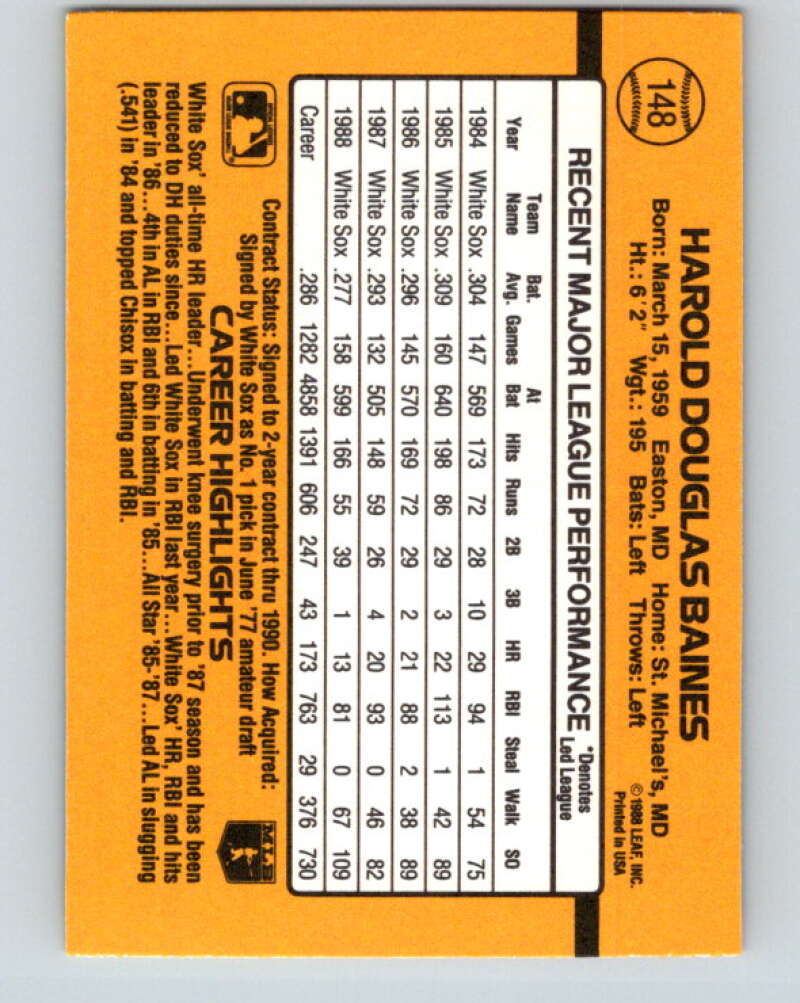 148
HAROLD DOUGLAS BAINES
Born: March 15, 1959 Easton, MD Home: St. Michael's, MD
Ht.: 6'2" Wgt.: 195 Bats: Left Throws: Left
© 1988 LEAF, INC.
Printed in USA
RECENT MAJOR LEAGUE PERFORMANCE *Denotes Led League
Year Team Name Bat. Avg. Games At Bat Hits Runs 2B 3B HR RBI Steal Walk SO
1984 White Sox .304 147 569 173 72 28 10 29 94 1 54 75
1985 White Sox .309 160 640 198 86 29 3 22 113 1 42 89
1986 White Sox .296 145 570 169 72 29 2 21 88 2 38 89
1987 White Sox .293 132 505 148 59 26 4 20 93 0 46 82
1988 White Sox .277 158 599 166 55 39 1 13 81 0 67 109
Career .286 1282 4858 1391 606 247 43 173 763 29 376 730
Contract Status: Signed to 2-year contract thru 1990. How Acquired:
Signed by White Sox as No. 1 pick in June '77 amateur draft
MLB
CAREER HIGHLIGHTS
White Sox' all-time HR leader...Underwent knee surgery prior to '87 season and has been
reduced to DH duties since...Led White Sox in RBI last year...White Sox' HR, RBI and hits
leader in '86...4th in AL in RBI and 6th in batting in '85...All Star '85-'87...Led AL in slugging
(.541) in '84 and topped Chisox in batting and RBI.